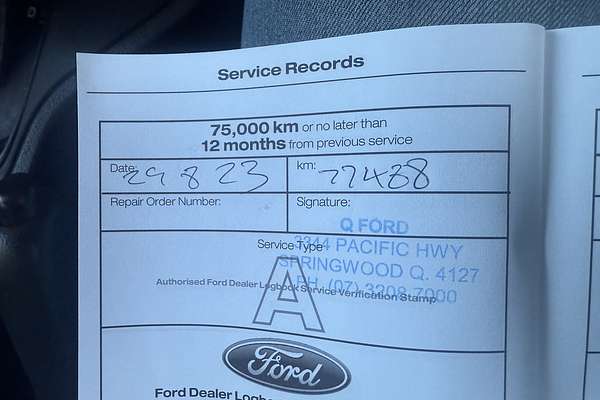 Service Records
75,000 km or no later than
12 months from previous service
Date: 29 8 23
km: 77488
Repair Order Number:
Signature:
Q FORD
3344 PACIFIC HWY
Service Type
SPRINGWOOD Q. 4127
PH. (07) 3208 7000
Authorised Ford Dealer Logbook Service Verification Stamp
A
Ford
Ford Dealer